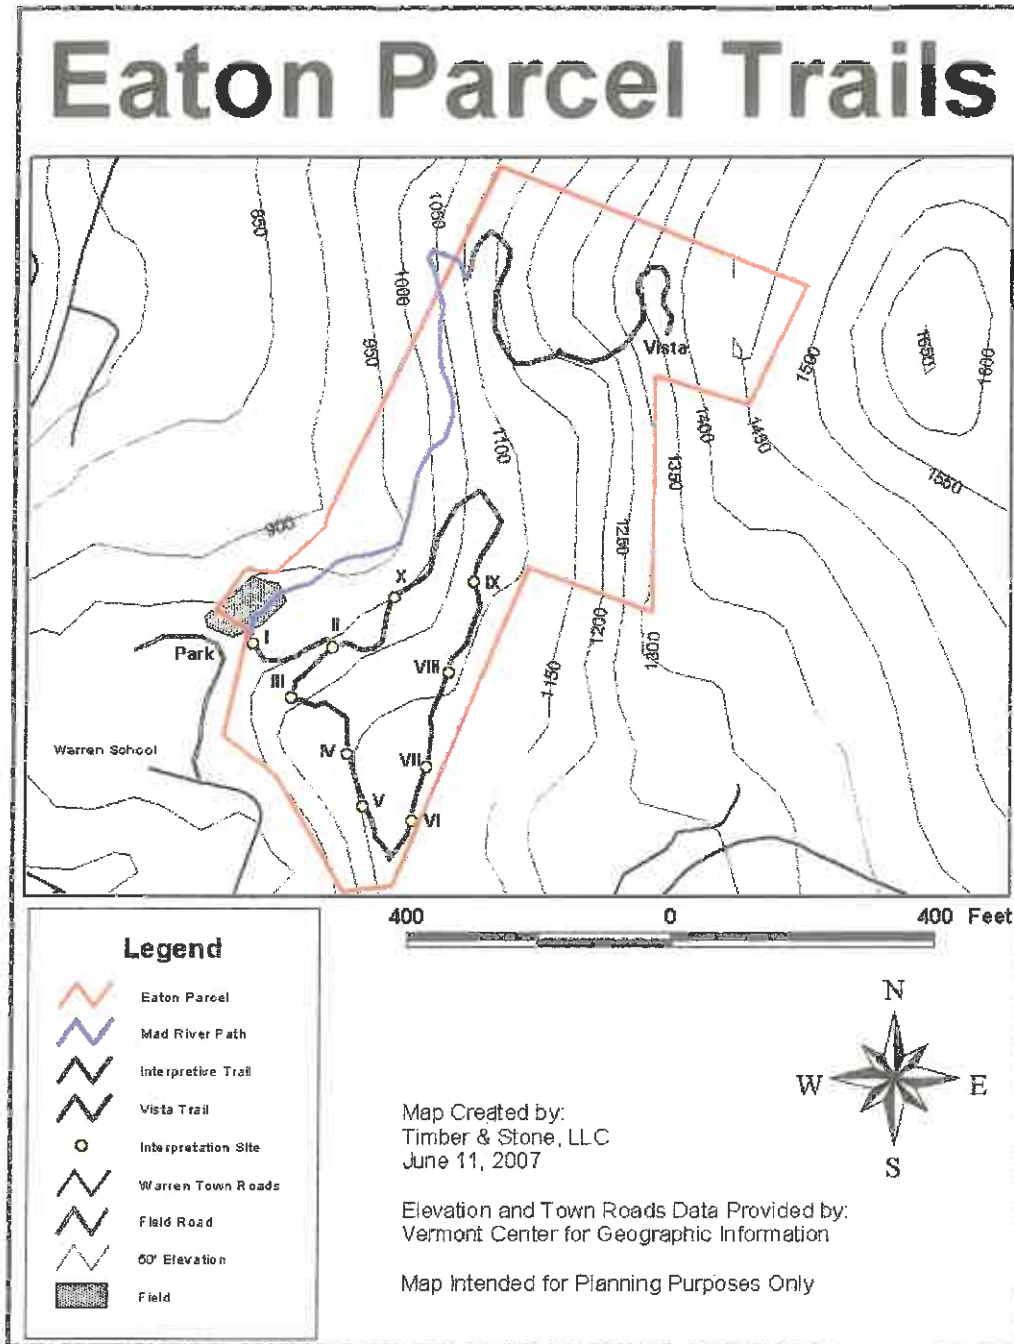 Eaton Parcel Trails
850
1050
1000
950
1100
900
Vista
1500
1650
1600
1400
1450
1350
1550
1250
1200
1300
1150
I
II
III
IV
V
VI
VII
VIII
IX
X
Park
Warren School
400 0 400 Feet
Legend
Eaton Parcel
Mad River Path
Interpretive Trail
Vista Trail
Interpretation Site
Warren Town Roads
Field Road
50' Elevation
Field
N
W E
S
Map Created by:
Timber & Stone, LLC
June 11, 2007
Elevation and Town Roads Data Provided by:
Vermont Center for Geographic Information
Map Intended for Planning Purposes Only